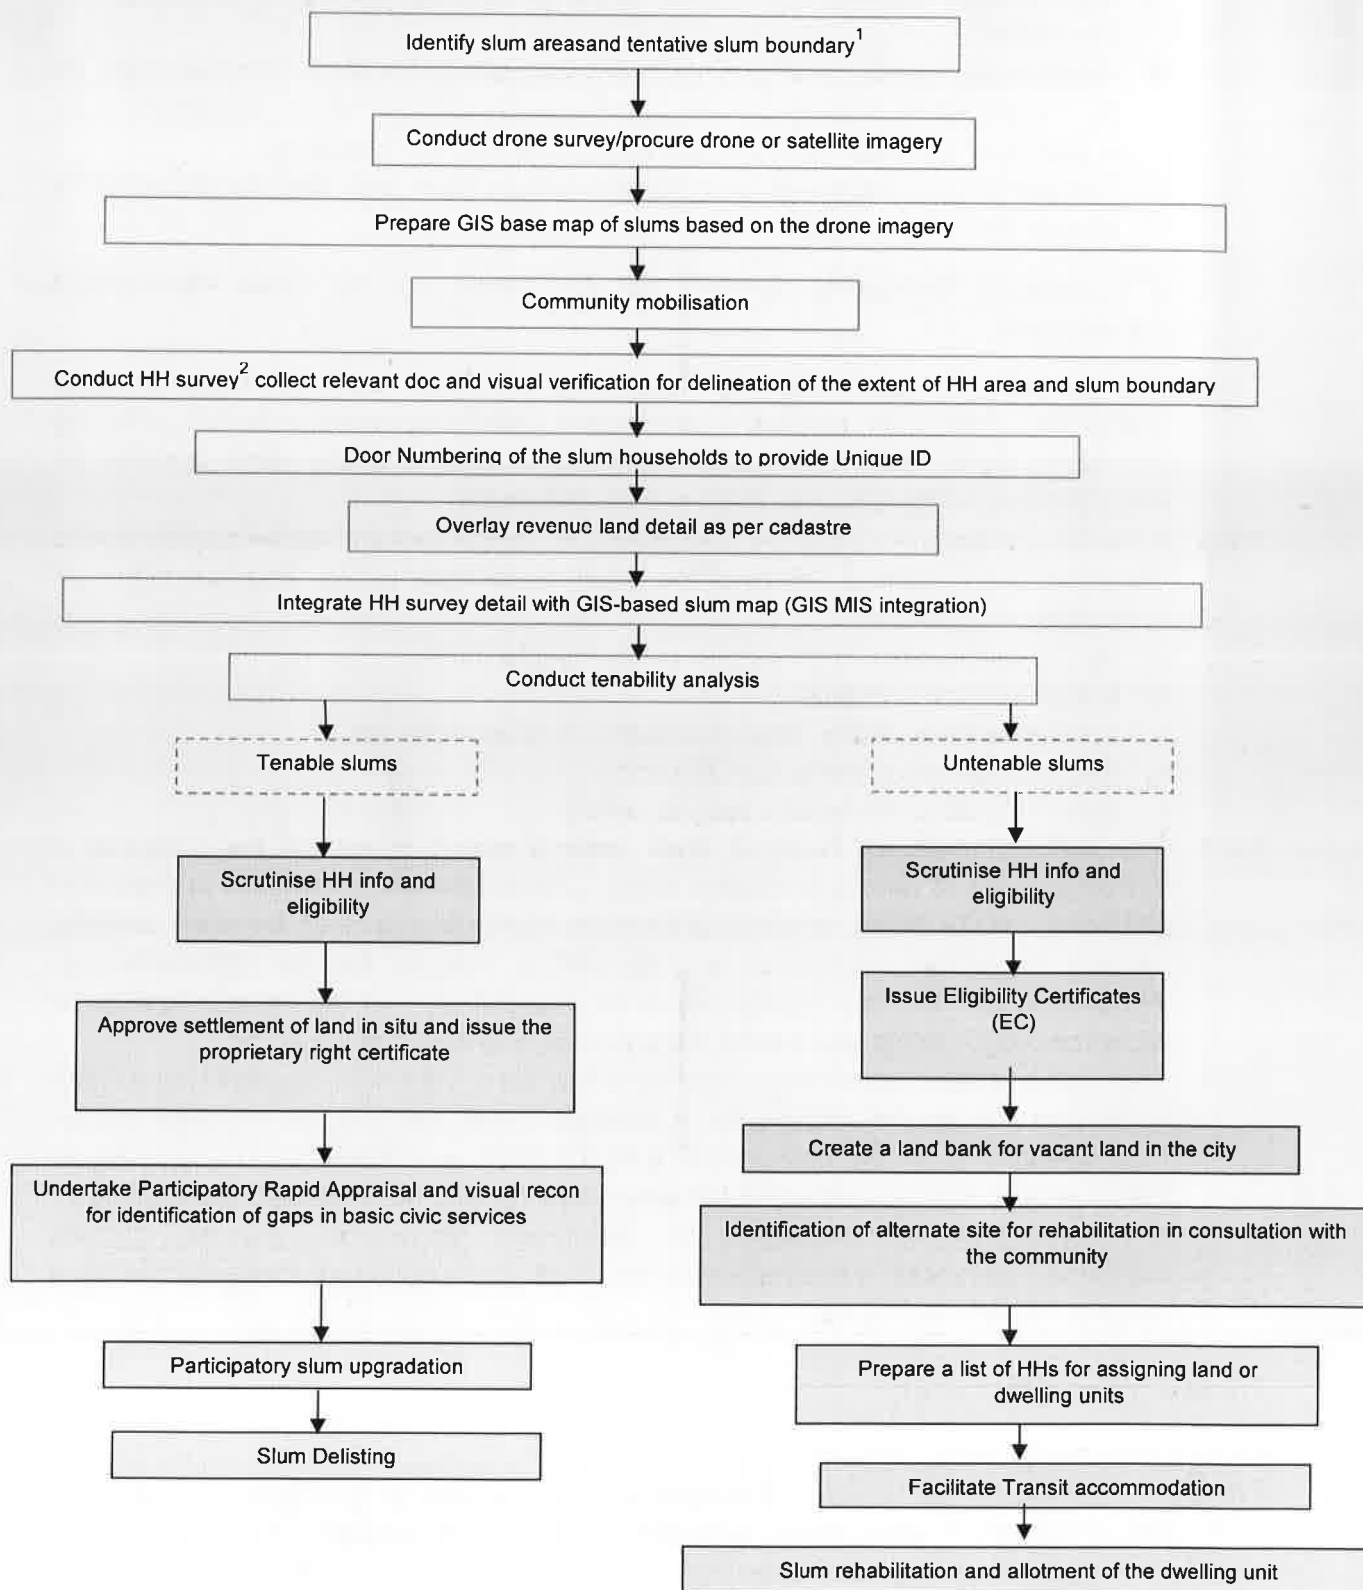 Identify slum areasand tentative slum boundary1
Conduct drone survey/procure drone or satellite imagery
Prepare GIS base map of slums based on the drone imagery
Community mobilisation
Conduct HH survey2 collect relevant doc and visual verification for delineation of the extent of HH area and slum boundary
Door Numbering of the slum households to provide Unique ID
Overlay revenue land detail as per cadastre
Integrate HH survey detail with GIS-based slum map (GIS MIS integration)
Conduct tenability analysis
Tenable slums
Scrutinise HH info and
eligibility
Approve settlement of land in situ and issue the
proprietary right certificate
Undertake Participatory Rapid Appraisal and visual recon
for identification of gaps in basic civic services
Participatory slum upgradation
Slum Delisting
Untenable slums
Scrutinise HH info and
eligibility
Issue Eligibility Certificates
(EC)
Create a land bank for vacant land in the city
Identification of alternate site for rehabilitation in consultation with
the community
Prepare a list of HHs for assigning land or
dwelling units
Facilitate Transit accommodation
Slum rehabilitation and allotment of the dwelling unit